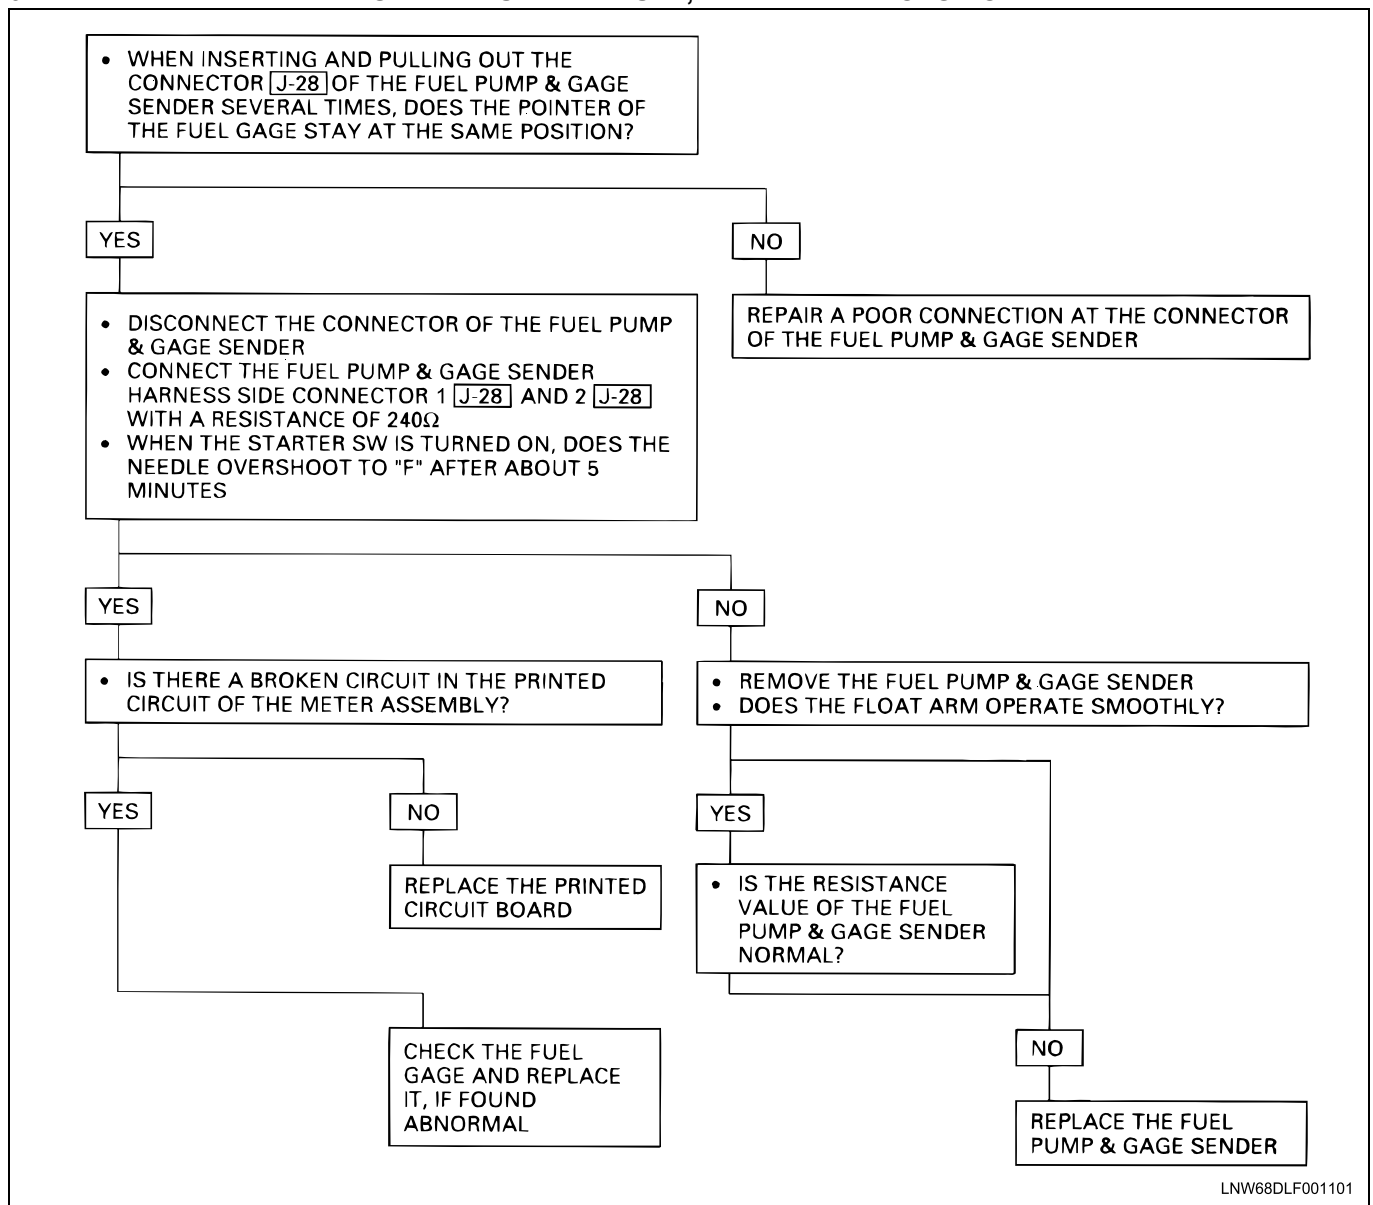 • WHEN INSERTING AND PULLING OUT THE
CONNECTOR J-28 OF THE FUEL PUMP & GAGE
SENDER SEVERAL TIMES, DOES THE POINTER OF
THE FUEL GAGE STAY AT THE SAME POSITION?
YES
NO
• DISCONNECT THE CONNECTOR OF THE FUEL PUMP
& GAGE SENDER
• CONNECT THE FUEL PUMP & GAGE SENDER
HARNESS SIDE CONNECTOR 1 J-28 AND 2 J-28
WITH A RESISTANCE OF 240Ω
• WHEN THE STARTER SW IS TURNED ON, DOES THE
NEEDLE OVERSHOOT TO "F" AFTER ABOUT 5
MINUTES
REPAIR A POOR CONNECTION AT THE CONNECTOR
OF THE FUEL PUMP & GAGE SENDER
YES
NO
• IS THERE A BROKEN CIRCUIT IN THE PRINTED
CIRCUIT OF THE METER ASSEMBLY?
• REMOVE THE FUEL PUMP & GAGE SENDER
• DOES THE FLOAT ARM OPERATE SMOOTHLY?
YES
NO
YES
REPLACE THE PRINTED
CIRCUIT BOARD
• IS THE RESISTANCE
VALUE OF THE FUEL
PUMP & GAGE SENDER
NORMAL?
CHECK THE FUEL
GAGE AND REPLACE
IT, IF FOUND
ABNORMAL
NO
REPLACE THE FUEL
PUMP & GAGE SENDER
LNW68DLF001101